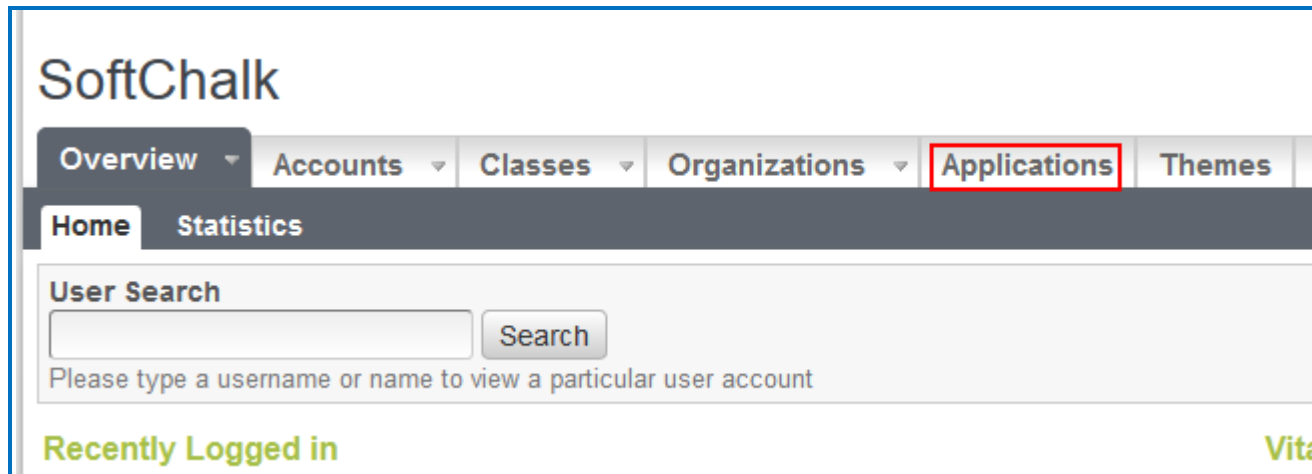 SoftChalk
Overview Accounts Classes Organizations Applications Themes
Home Statistics
User Search
Search
Please type a username or name to view a particular user account
Recently Logged in